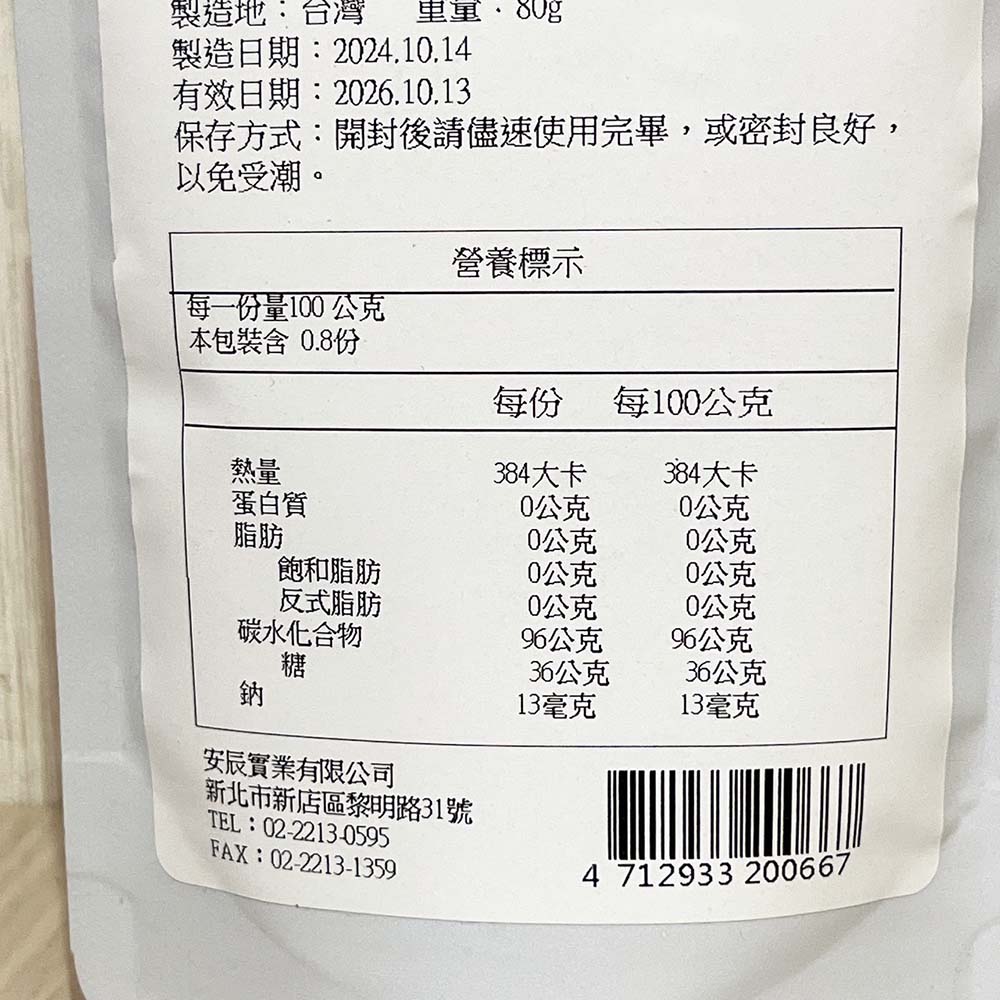 製造地：台灣 重量：80g
製造日期：2024.10.14
有效日期：2026.10.13
保存方式：開封後請儘速使用完畢，或密封良好，
以免受潮。
營養標示
每一份量100 公克
本包裝含 0.8份
每份 每100公克
熱量 384大卡 384大卡
蛋白質 0公克 0公克
脂肪 0公克 0公克
飽和脂肪 0公克 0公克
反式脂肪 0公克 0公克
碳水化合物 96公克 96公克
糖 36公克 36公克
鈉 13毫克 13毫克
安辰實業有限公司
新北市新店區黎明路31號
TEL：02-2213-0595
FAX：02-2213-1359
4 712933 200667